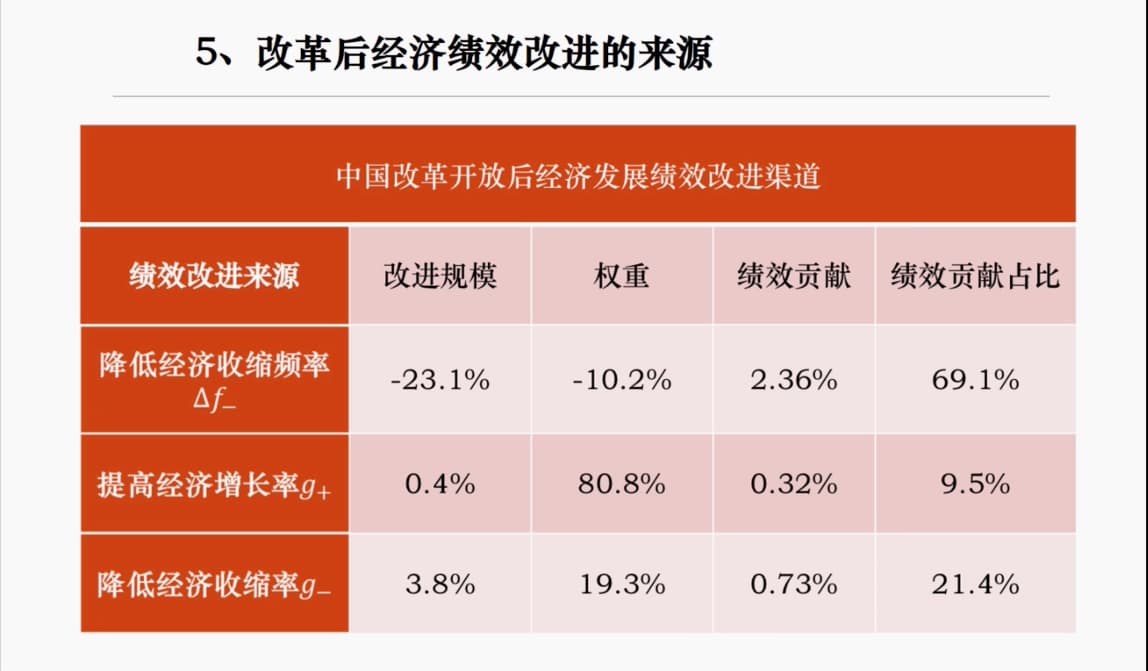 5、改革后经济绩效改进的来源
中国改革开放后经济发展绩效改进渠道
绩效改进来源 改进规模 权重 绩效贡献 绩效贡献占比
降低经济收缩频率
Δf₋ -23.1% -10.2% 2.36% 69.1%
提高经济增长率g₊ 0.4% 80.8% 0.32% 9.5%
降低经济收缩率g₋ 3.8% 19.3% 0.73% 21.4%